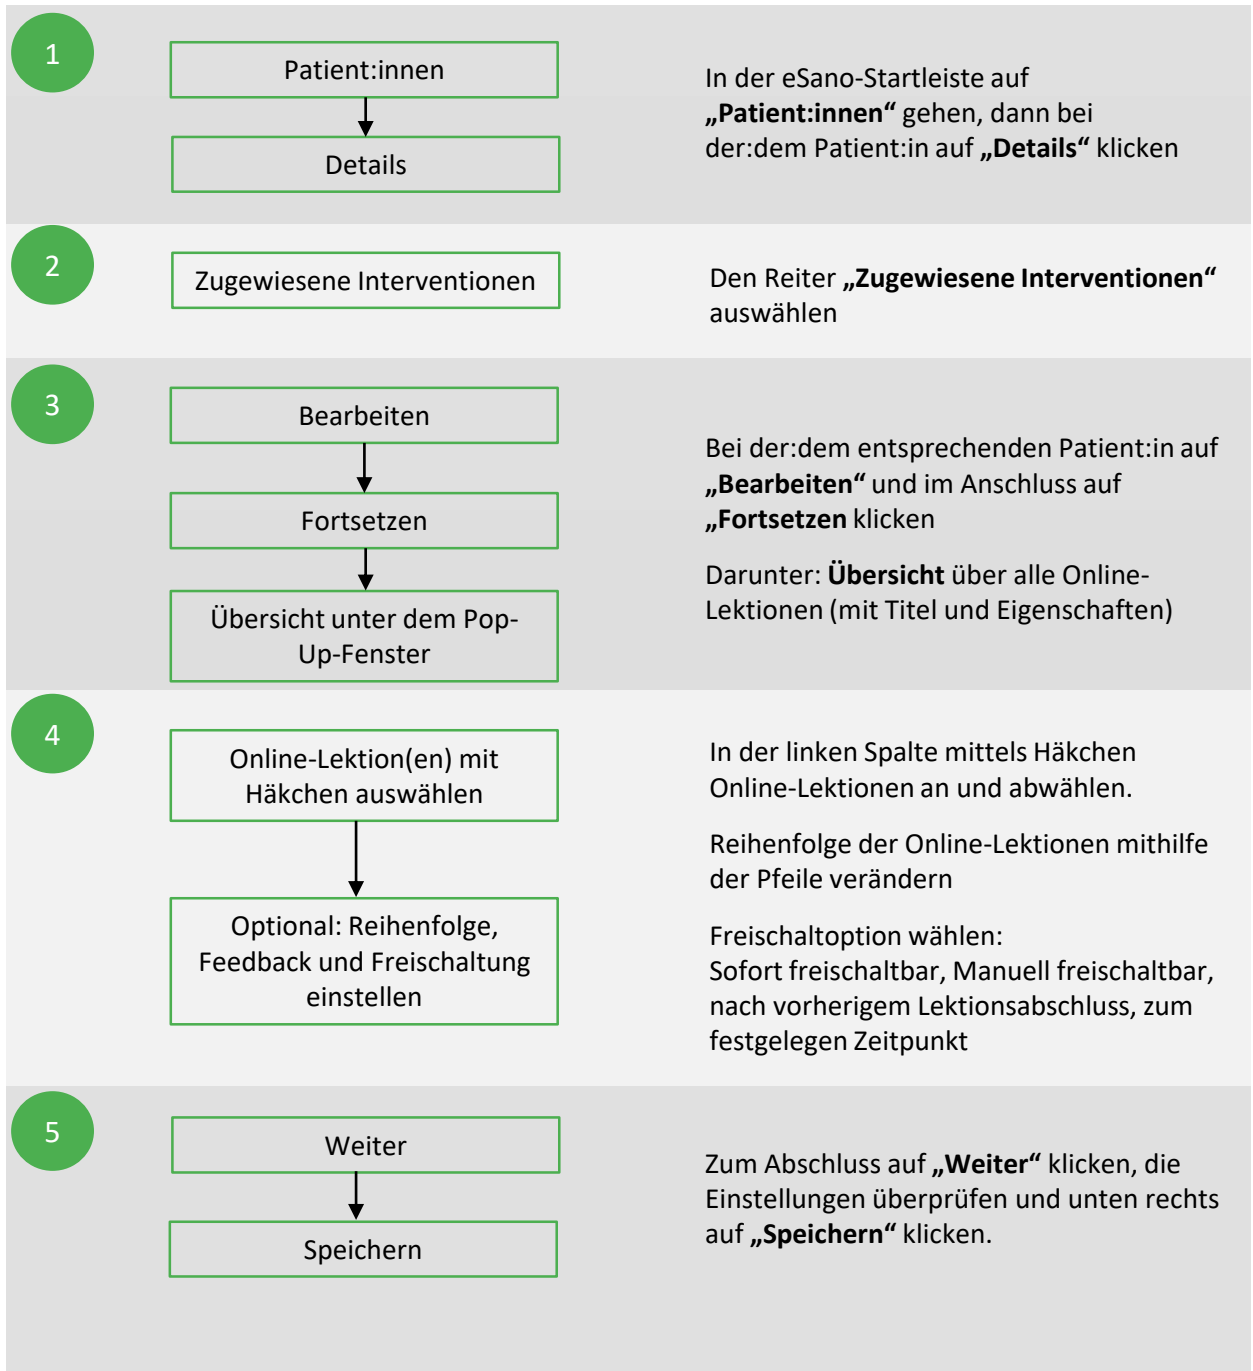 1
Patient:innen
Details
In der eSano-Startleiste auf
„Patient:innen“ gehen, dann bei
der:dem Patient:in auf „Details“ klicken
2
Zugewiesene Interventionen
Den Reiter „Zugewiesene Interventionen“
auswählen
3
Bearbeiten
Fortsetzen
Übersicht unter dem Pop-
Up-Fenster
Bei der:dem entsprechenden Patient:in auf
„Bearbeiten“ und im Anschluss auf
„Fortsetzen klicken
Darunter: Übersicht über alle Online-
Lektionen (mit Titel und Eigenschaften)
4
Online-Lektion(en) mit
Häkchen auswählen
Optional: Reihenfolge,
Feedback und Freischaltung
einstellen
In der linken Spalte mittels Häkchen
Online-Lektionen an und abwählen.
Reihenfolge der Online-Lektionen mithilfe
der Pfeile verändern
Freischaltoption wählen:
Sofort freischaltbar, Manuell freischaltbar,
nach vorherigem Lektionsabschluss, zum
festgelegen Zeitpunkt
5
Weiter
Speichern
Zum Abschluss auf „Weiter“ klicken, die
Einstellungen überprüfen und unten rechts
auf „Speichern“ klicken.